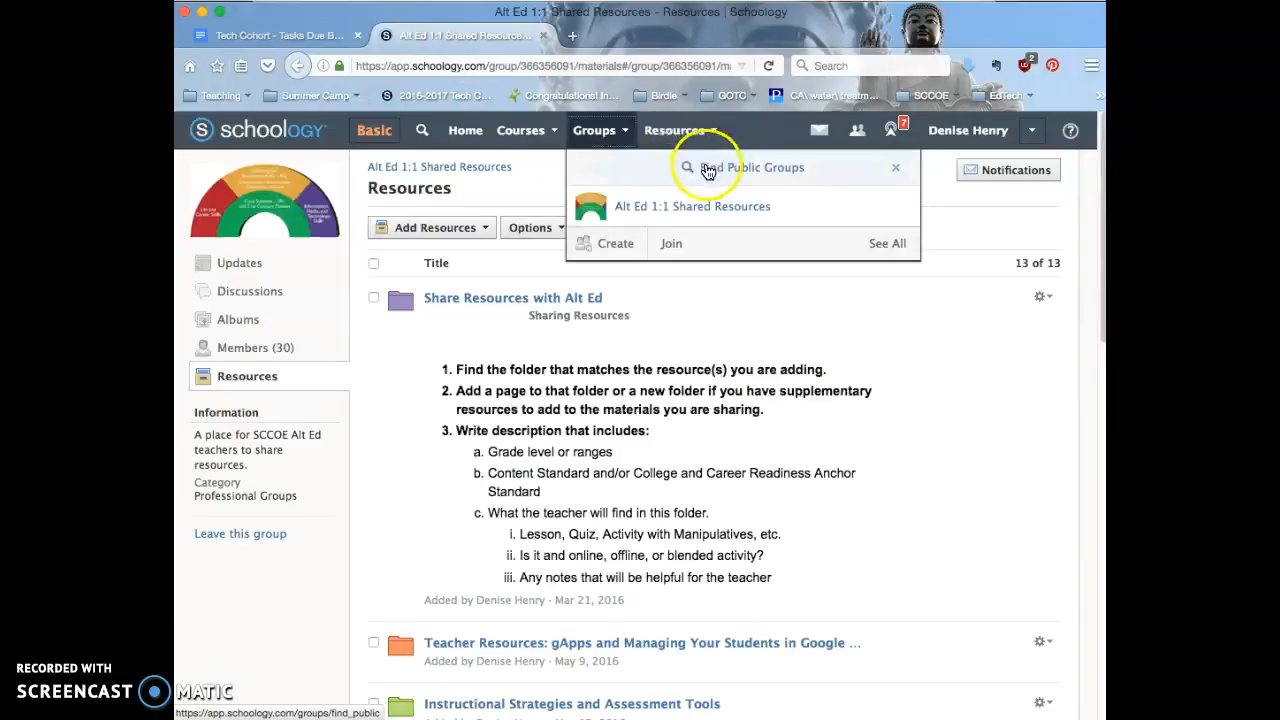 Alt Ed 1:1 Shared Resources - Resources | Schoology
Tech Cohort - Tasks Due B...
Alt Ed 1:1 Shared Resource...
https://app.schoology.com/group/366356091/materials#/group/366356091/m
Search
2
Teaching
Summer Camp
2016-2017 Tech C...
Congratulations! In...
Birdie
GOTC
CA\ water\ treatm...
SCCOE
EdTech
Schoology
Basic
Home
Courses
Groups
Resources
7
Denise Henry
Find Public Groups
Alt Ed 1:1 Shared Resources
Create
Join
See All
Alt Ed 1:1 Shared Resources
Resources
Notifications
Add Resources
Options
Title
13 of 13
Updates
Discussions
Albums
Members (30)
Resources
Information
A place for SCCOE Alt Ed
teachers to share
resources.
Category
Professional Groups
Leave this group
Share Resources with Alt Ed
Sharing Resources
1. Find the folder that matches the resource(s) you are adding.
2. Add a page to that folder or a new folder if you have supplementary
resources to add to the materials you are sharing.
3. Write description that includes:
a. Grade level or ranges
b. Content Standard and/or College and Career Readiness Anchor
Standard
c. What the teacher will find in this folder.
i. Lesson, Quiz, Activity with Manipulatives, etc.
ii. Is it and online, offline, or blended activity?
iii. Any notes that will be helpful for the teacher
Added by Denise Henry · Mar 21, 2016
Teacher Resources: gApps and Managing Your Students in Google ...
Added by Denise Henry · May 9, 2016
Instructional Strategies and Assessment Tools
RECORDED WITH
SCREENCAST MATIC
https://app.schoology.com/groups/find_public